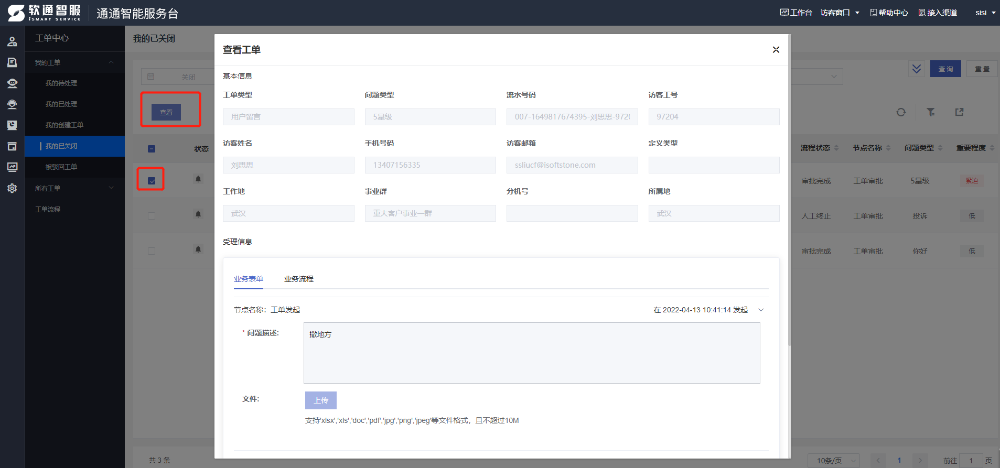 软通智服
iSMART SERVICE
通通智能服务台
工作台 访客窗口 帮助中心 接入渠道 sisi
工单中心
我的工单
我的待处理
我的已处理
我的创建工单
我的已关闭
被驳回工单
所有工单
工单流程
我的已关闭
关闭
查询 重置
查看
状态
流程状态 节点名称 问题类型 重要程度
审批完成 工单审批 5星级 紧迫
人工终止 工单审批 投诉 低
审批完成 工单审批 你好 低
共 3 条
10条/页 1 前往 1 页
查看工单
基本信息
工单类型 问题类型 流水号码 访客工号
用户留言 5星级 007-1649817674395-刘思思-9720 97204
访客姓名 手机号码 访客邮箱 定义类型
刘思思 13407156335 ssliucf@isoftstone.com
工作地 事业群 分机号 所属地
武汉 重大客户事业一群 武汉
受理信息
业务表单 业务流程
节点名称：工单发起 在 2022-04-13 10:41:14 发起
* 问题描述: 撒地方
文件: 上传
支持'xlsx','xls','doc','pdf','jpg','png','jpeg'等文件格式，且不超过10M